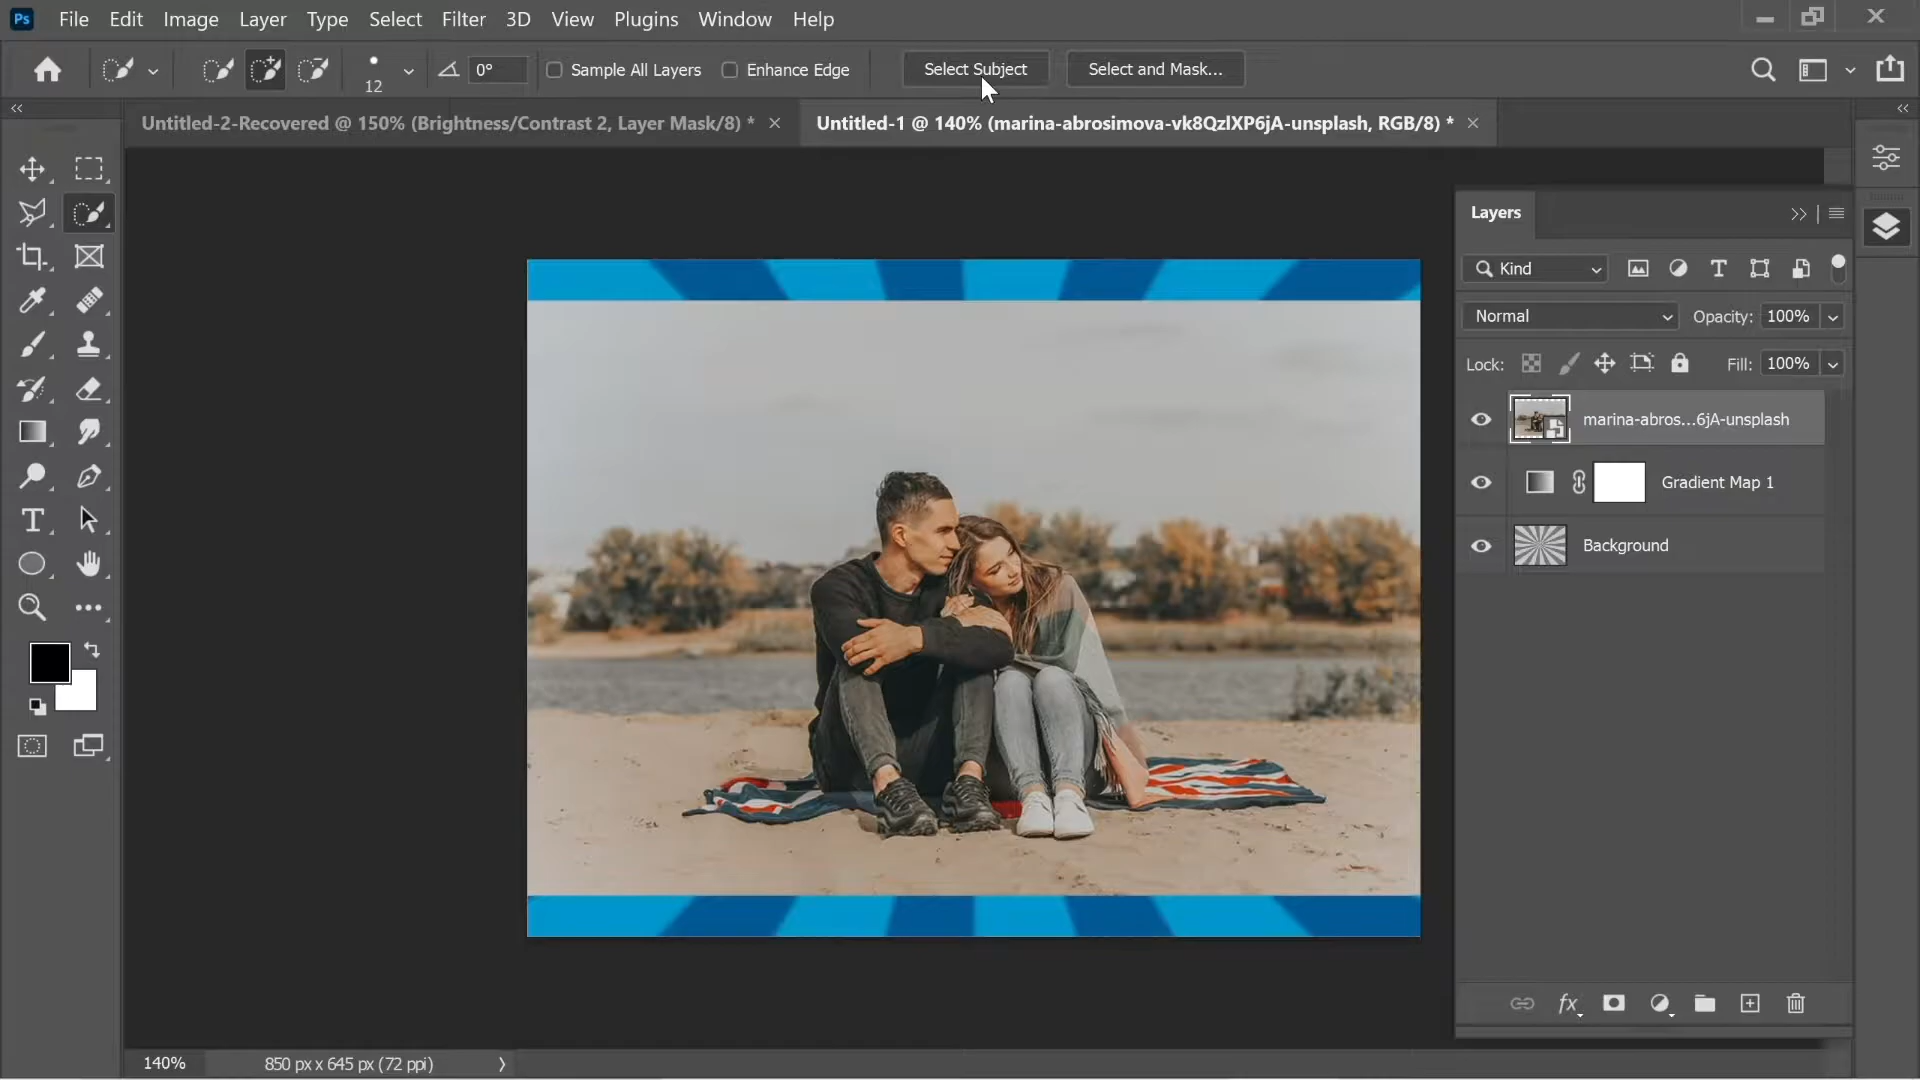 Ps File Edit Image Layer Type Select Filter 3D View Plugins Window Help
12 0° Sample All Layers Enhance Edge Select Subject Select and Mask...
Untitled-2-Recovered @ 150% (Brightness/Contrast 2, Layer Mask/8) * × Untitled-1 @ 140% (marina-abrosimova-vk8QzlXP6jA-unsplash, RGB/8) * ×
Layers
Kind
Normal Opacity: 100%
Lock: Fill: 100%
marina-abros...6jA-unsplash
Gradient Map 1
Background
fx
140% 850 px x 645 px (72 ppi)